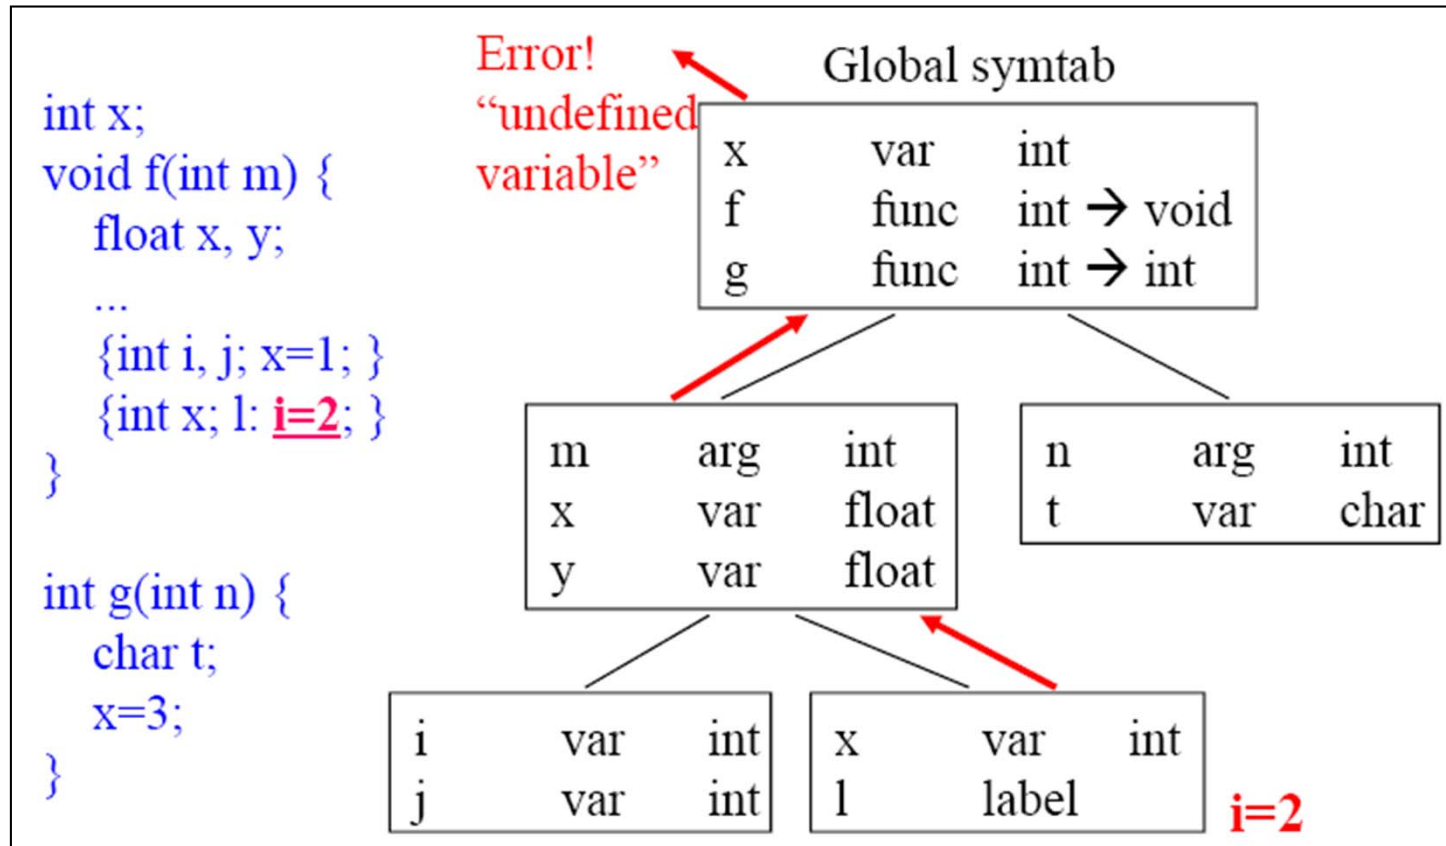 int x;
void f(int m) {
float x, y;
...
{int i, j; x=1; }
{int x; l: i=2; }
}
int g(int n) {
char t;
x=3;
}
Error!
“undefined
variable”
Global symtab
x var int
f func int → void
g func int → int
m arg int
x var float
y var float
n arg int
t var char
i var int
j var int
x var int
l label
i=2